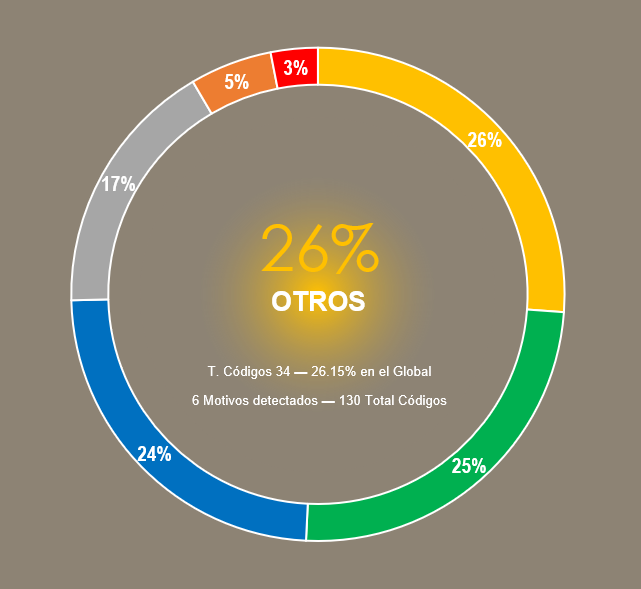 3%
5%
26%
17%
26%
OTROS
T. Códigos 34 — 26.15% en el Global
6 Motivos detectados — 130 Total Códigos
24%
25%